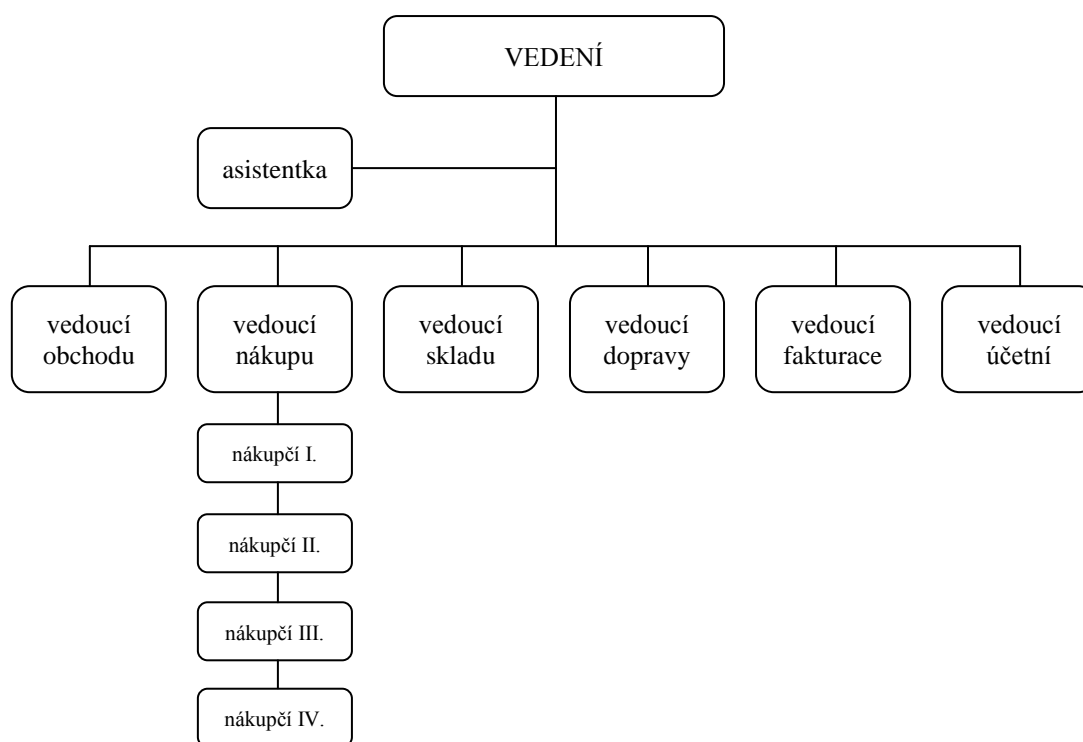 VEDENÍ
asistentka
vedoucí
obchodu
vedoucí
nákupu
vedoucí
skladu
vedoucí
dopravy
vedoucí
fakturace
vedoucí
účetní
nákupčí I.
nákupčí II.
nákupčí III.
nákupčí IV.